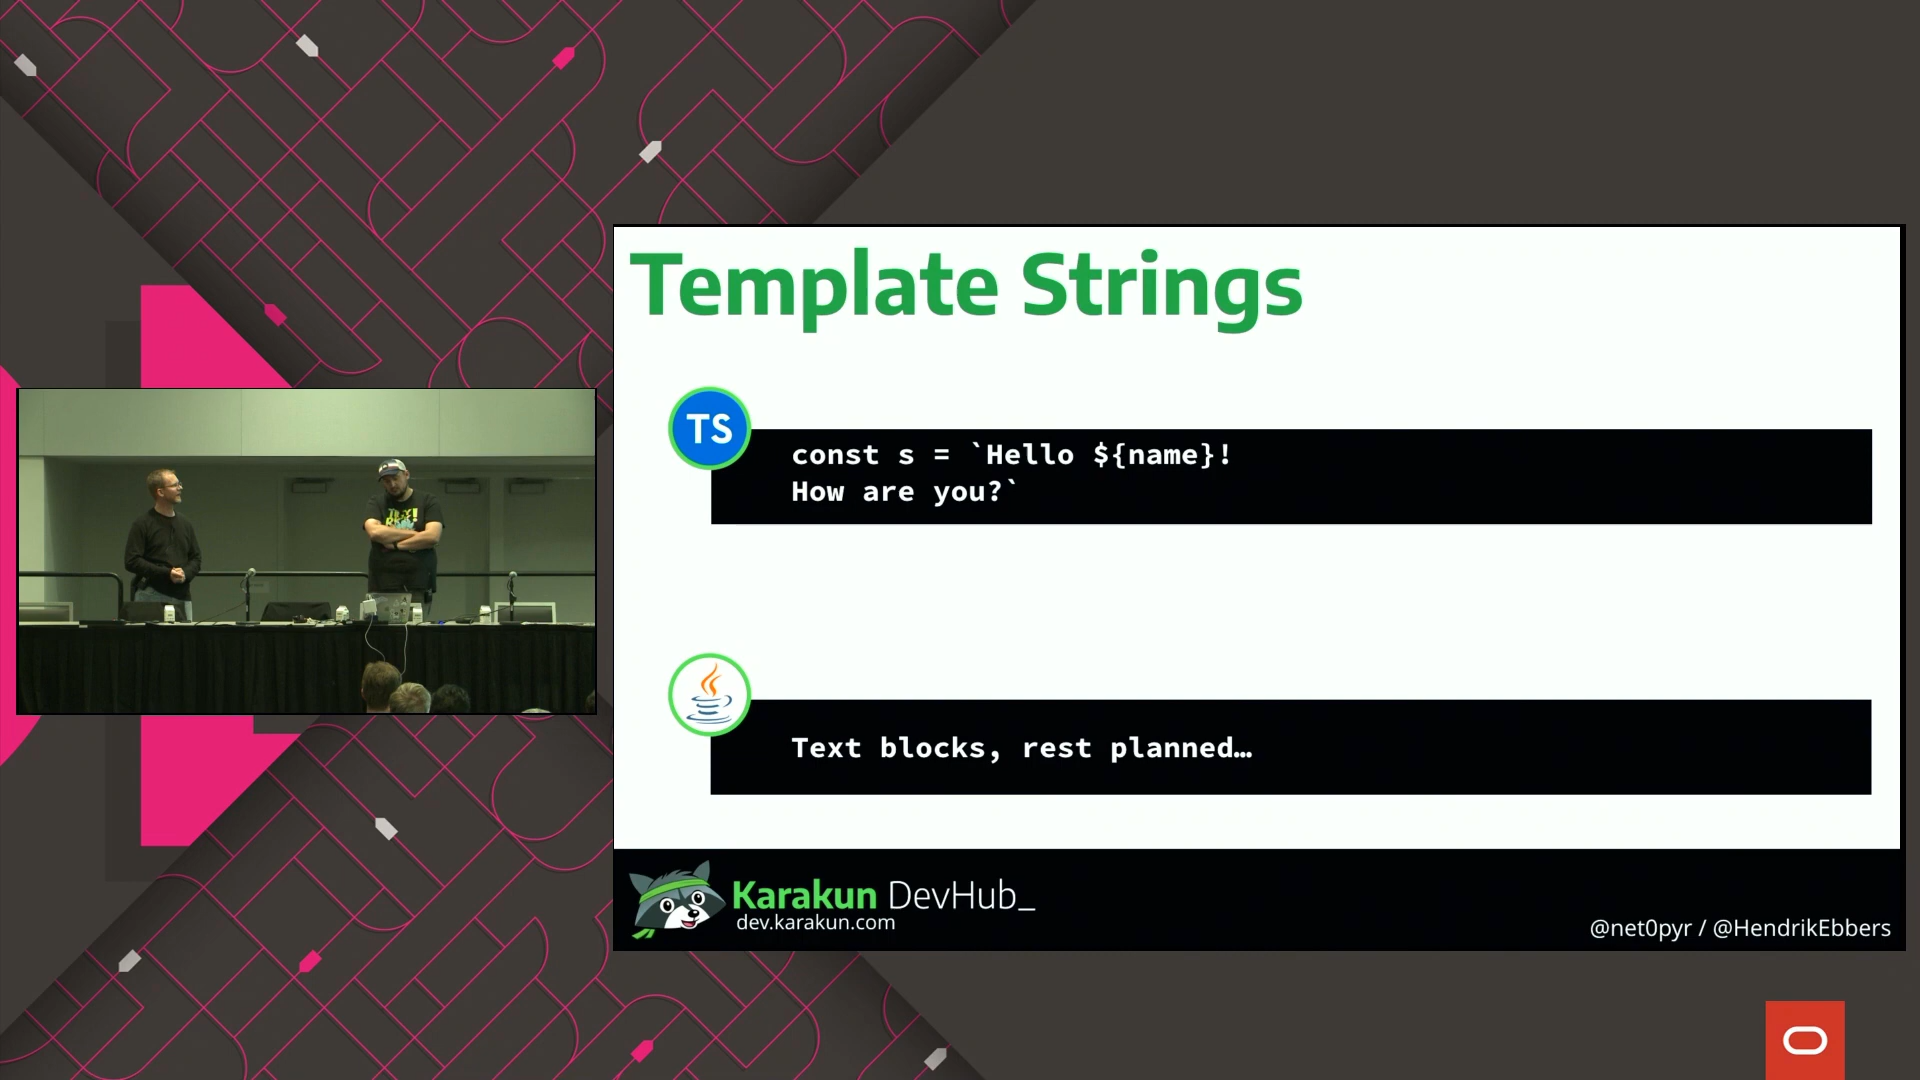 Template Strings
TS
const s = `Hello ${name}!
How are you?`
Text blocks, rest planned…
Karakun DevHub_
dev.karakun.com
@net0pyr / @HendrikEbbers